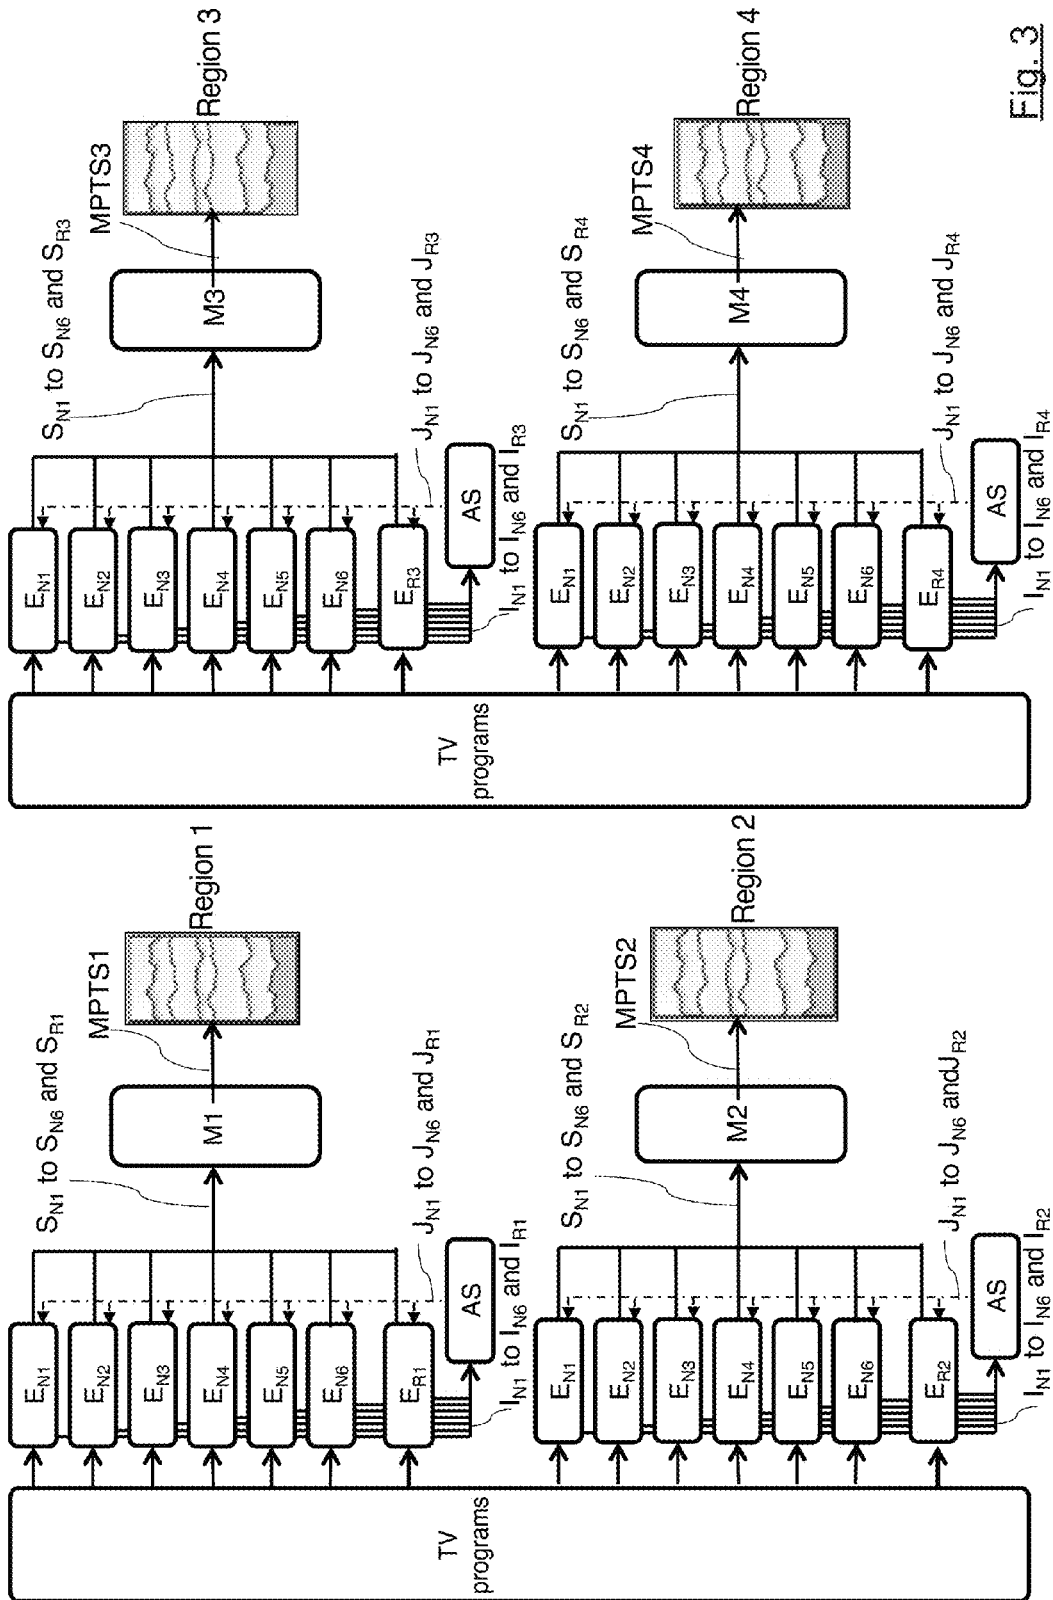 TV
programs
E_N1
E_N2
E_N3
E_N4
E_N5
E_N6
E_R1
AS
I_N1 to I_N6 and I_R1
J_N1 to J_N6 and J_R1
S_N1 to S_N6 and S_R1
M1
MPTS1
Region 1
E_N1
E_N2
E_N3
E_N4
E_N5
E_N6
E_R2
AS
I_N1 to I_N6 and I_R2
J_N1 to J_N6 andJ_R2
S_N1 to S_N6 and S_R2
M2
MPTS2
Region 2
TV
programs
E_N1
E_N2
E_N3
E_N4
E_N5
E_N6
E_R3
AS
I_N1 to I_N6 and I_R3
J_N1 to J_N6 and J_R3
S_N1 to S_N6 and S_R3
M3
MPTS3
Region 3
E_N1
E_N2
E_N3
E_N4
E_N5
E_N6
E_R4
AS
I_N1 to I_N6 and I_R4
J_N1 to J_N6 and J_R4
S_N1 to S_N6 and S_R4
M4
MPTS4
Region 4
Fig. 3